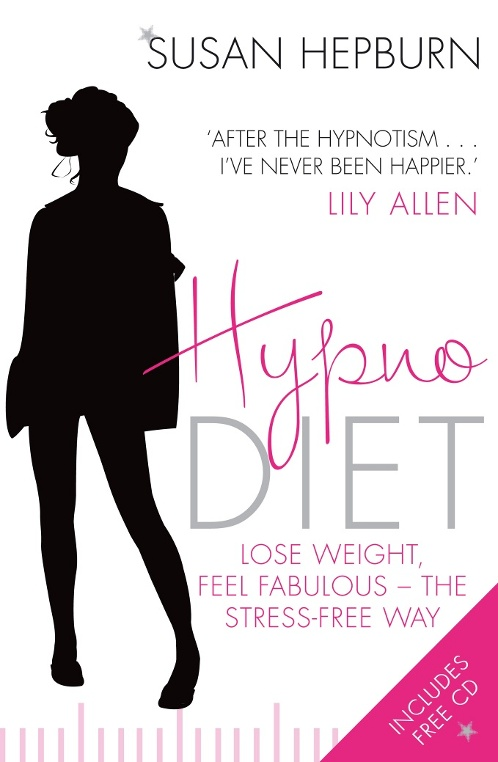 SUSAN HEPBURN
‘AFTER THE HYPNOTISM . . .
I’VE NEVER BEEN HAPPIER.’
LILY ALLEN
Hypno
DIET
LOSE WEIGHT,
FEEL FABULOUS – THE
STRESS-FREE WAY
INCLUDES
FREE CD